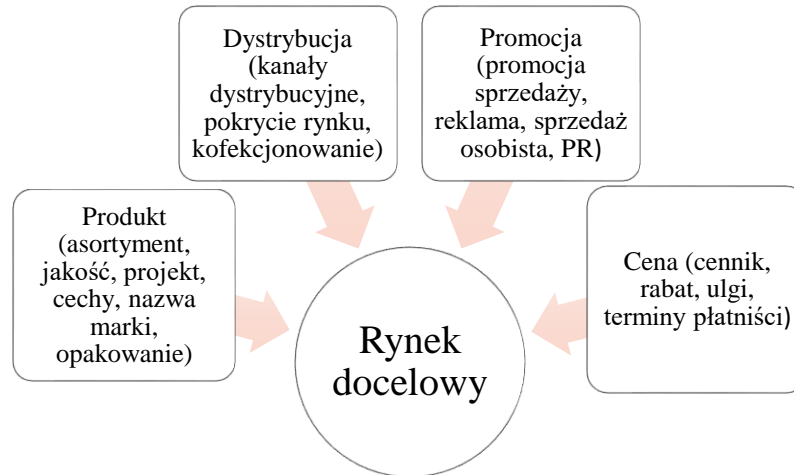 Dystrybucja
(kanały
dystrybucyjne,
pokrycie rynku,
kofekcjonowanie)
Promocja
(promocja
sprzedaży,
reklama, sprzedaż
osobista, PR)
Produkt
(asortyment,
jakość, projekt,
cechy, nazwa
marki,
opakowanie)
Cena (cennik,
rabat, ulgi,
terminy płatniści)
Rynek
docelowy